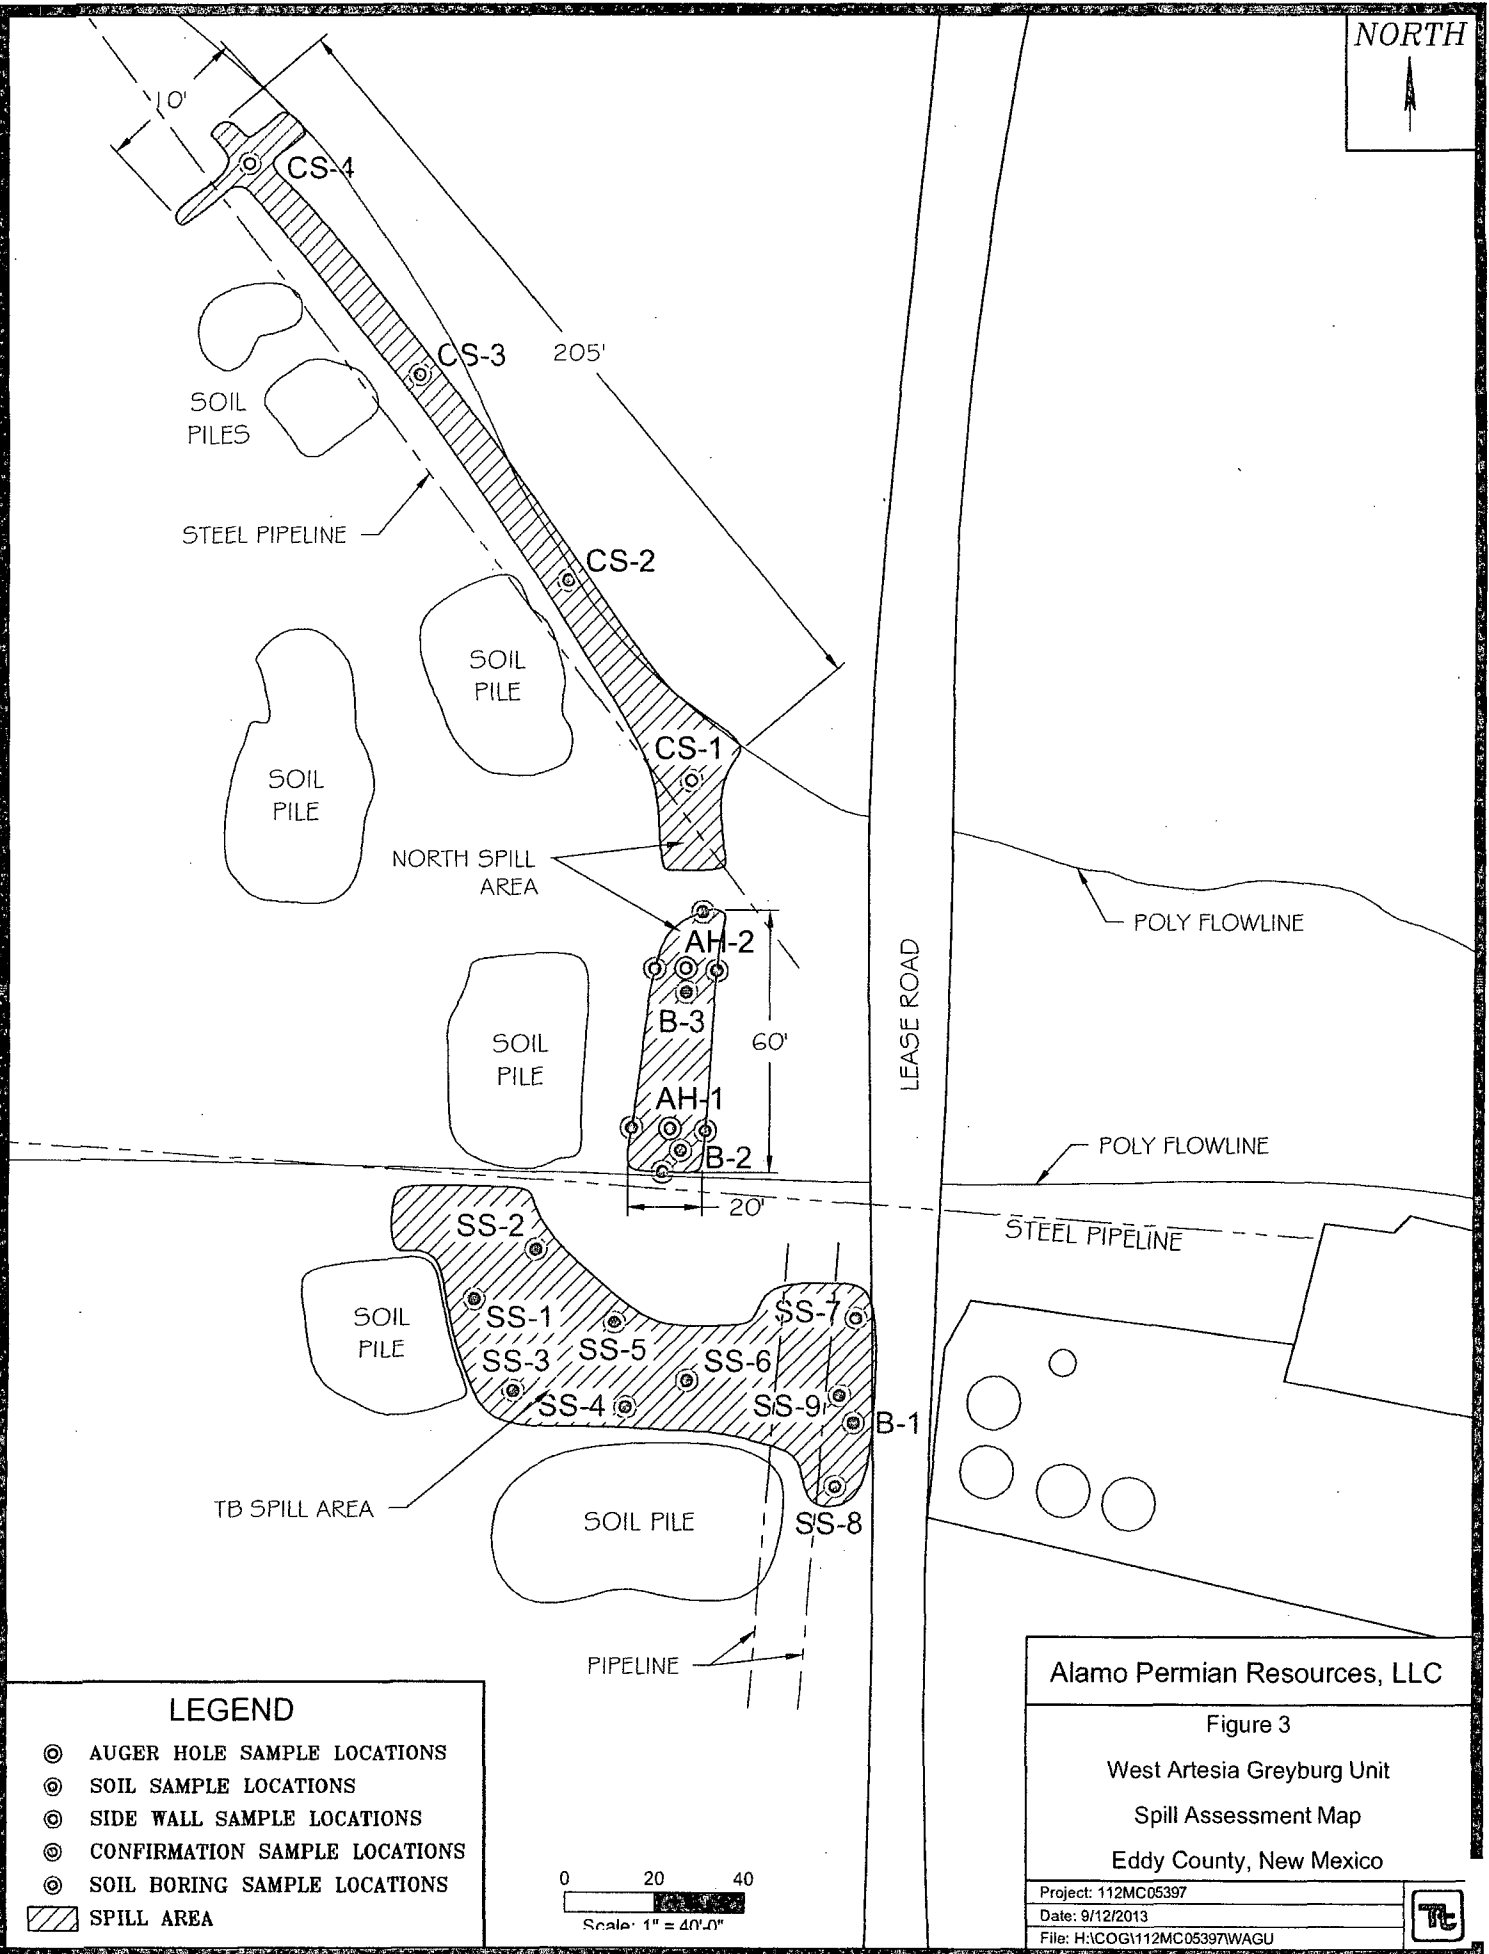 NORTH
10'
CS-4
CS-3
205'
SOIL
PILES
STEEL PIPELINE
CS-2
SOIL
PILE
SOIL
PILE
CS-1
NORTH SPILL
AREA
POLY FLOWLINE
AH-2
LEASE ROAD
B-3
60'
SOIL
PILE
AH-1
B-2
POLY FLOWLINE
20'
STEEL PIPELINE
SS-2
SS-1
SS-7
SOIL
PILE
SS-5
SS-3
SS-6
SS-4
SS-9
B-1
TB SPILL AREA
SOIL PILE
SS-8
PIPELINE
LEGEND
AUGER HOLE SAMPLE LOCATIONS
SOIL SAMPLE LOCATIONS
SIDE WALL SAMPLE LOCATIONS
CONFIRMATION SAMPLE LOCATIONS
SOIL BORING SAMPLE LOCATIONS
SPILL AREA
0 20 40
Scale: 1" = 40'-0"
Alamo Permian Resources, LLC
Figure 3
West Artesia Greyburg Unit
Spill Assessment Map
Eddy County, New Mexico
Project: 112MC05397
Date: 9/12/2013
File: H:\COG\112MC05397\WAGU
Tt